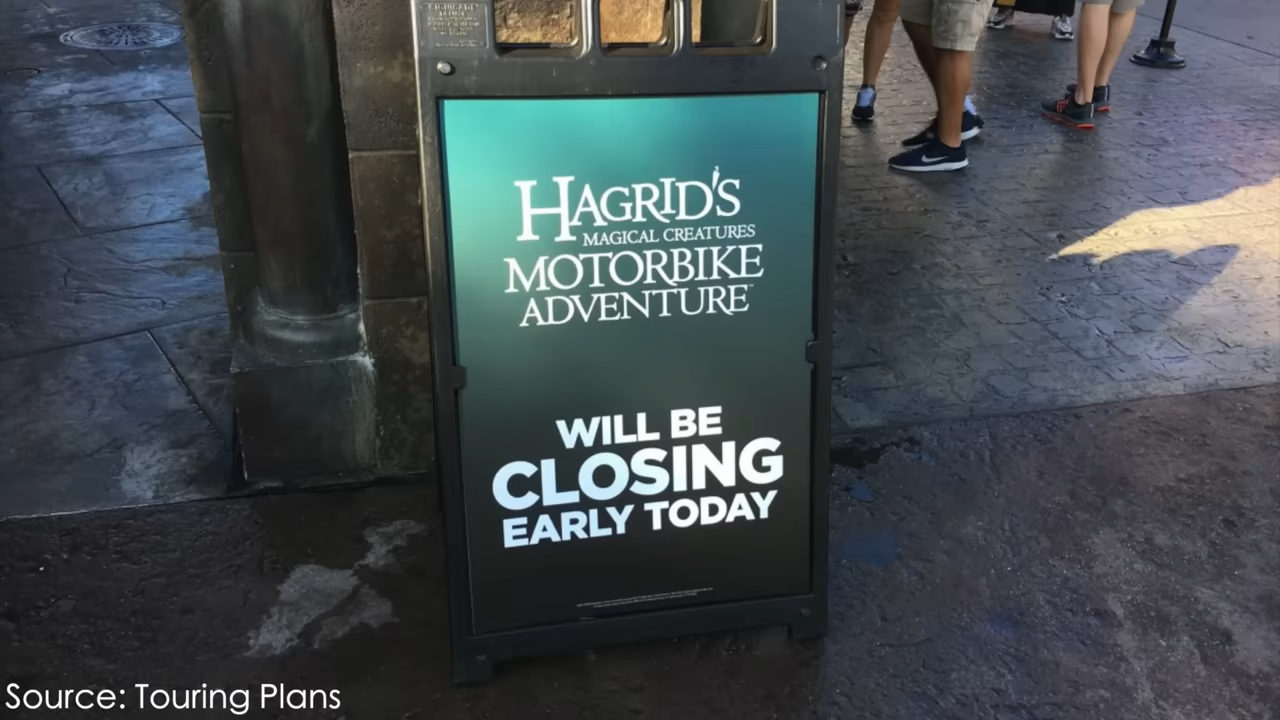 HAGRID'S
MAGICAL CREATURES
MOTORBIKE
ADVENTURE
WILL BE
CLOSING
EARLY TODAY
Source: Touring Plans